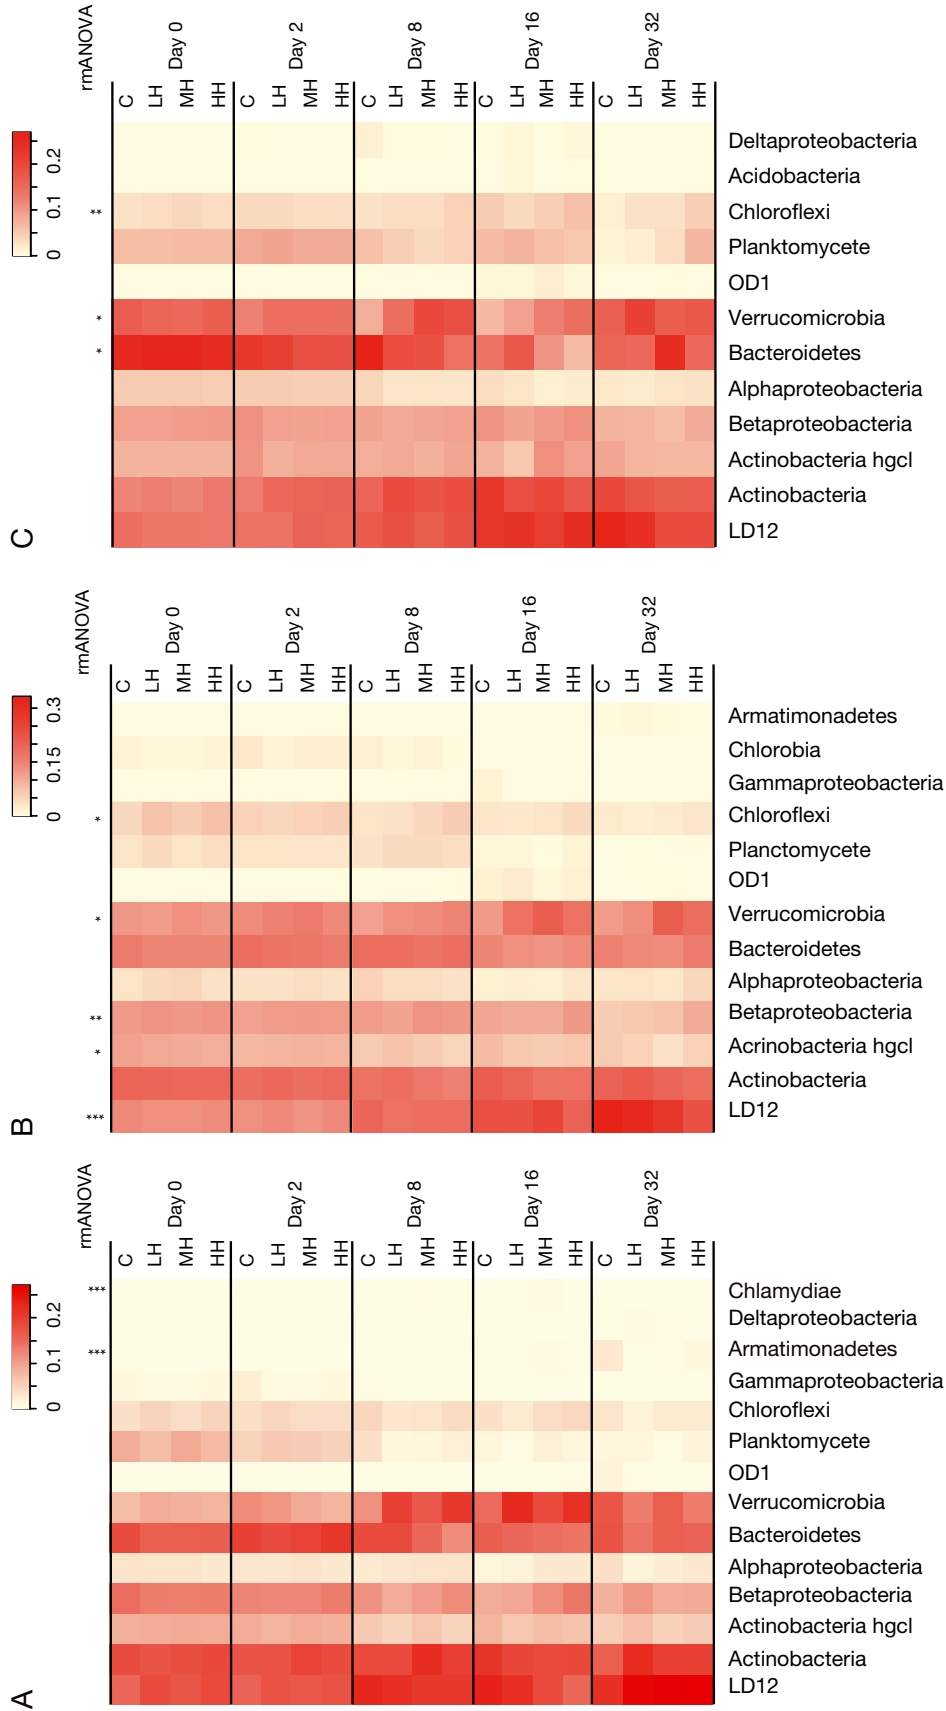 C
0
0.1
0.2
rmANOVA
**
*
*
C
LH
MH
HH
Day 0
C
LH
MH
HH
Day 2
C
LH
MH
HH
Day 8
C
LH
MH
HH
Day 16
C
LH
MH
HH
Day 32
Deltaproteobacteria
Acidobacteria
Chloroflexi
Planktomycete
OD1
Verrucomicrobia
Bacteroidetes
Alphaproteobacteria
Betaproteobacteria
Actinobacteria hgcl
Actinobacteria
LD12
B
0
0.15
0.3
rmANOVA
*
*
**
*
***
C
LH
MH
HH
Day 0
C
LH
MH
HH
Day 2
C
LH
MH
HH
Day 8
C
LH
MH
HH
Day 16
C
LH
MH
HH
Day 32
Armatimonadetes
Chlorobia
Gammaproteobacteria
Chloroflexi
Planctomycete
OD1
Verrucomicrobia
Bacteroidetes
Alphaproteobacteria
Betaproteobacteria
Acrinobacteria hgcl
Actinobacteria
LD12
A
0
0.1
0.2
rmANOVA
***
***
C
LH
MH
HH
Day 0
C
LH
MH
HH
Day 2
C
LH
MH
HH
Day 8
C
LH
MH
HH
Day 16
C
LH
MH
HH
Day 32
Chlamydiae
Deltaproteobacteria
Armatimonadetes
Gammaproteobacteria
Chloroflexi
Planktomycete
OD1
Verrucomicrobia
Bacteroidetes
Alphaproteobacteria
Betaproteobacteria
Actinobacteria hgcl
Actinobacteria
LD12